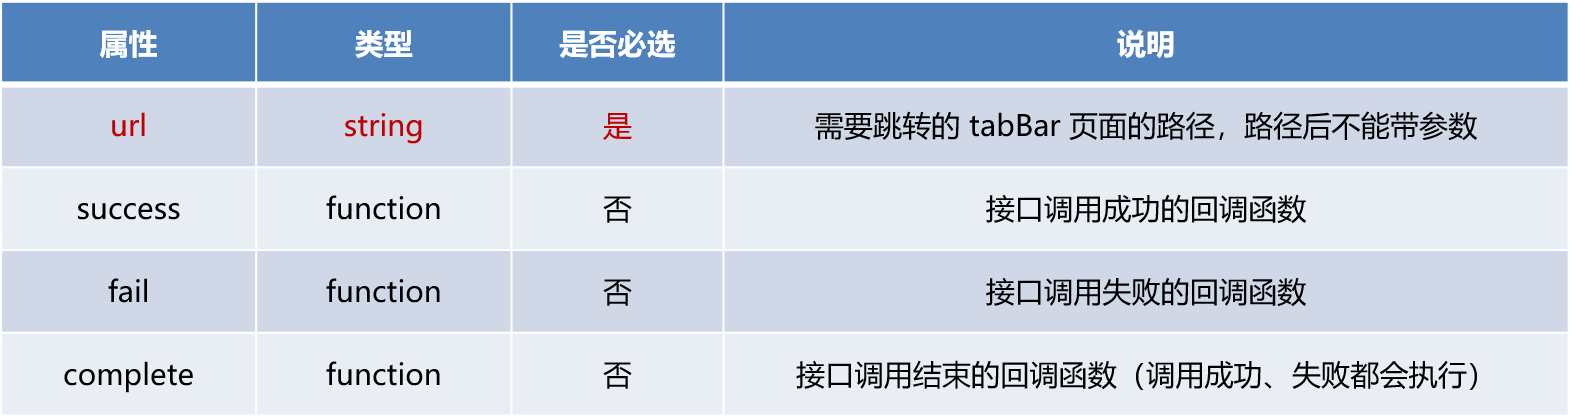 属性 类型 是否必选 说明
url string 是 需要跳转的 tabBar 页面的路径，路径后不能带参数
success function 否 接口调用成功的回调函数
fail function 否 接口调用失败的回调函数
complete function 否 接口调用结束的回调函数（调用成功、失败都会执行）